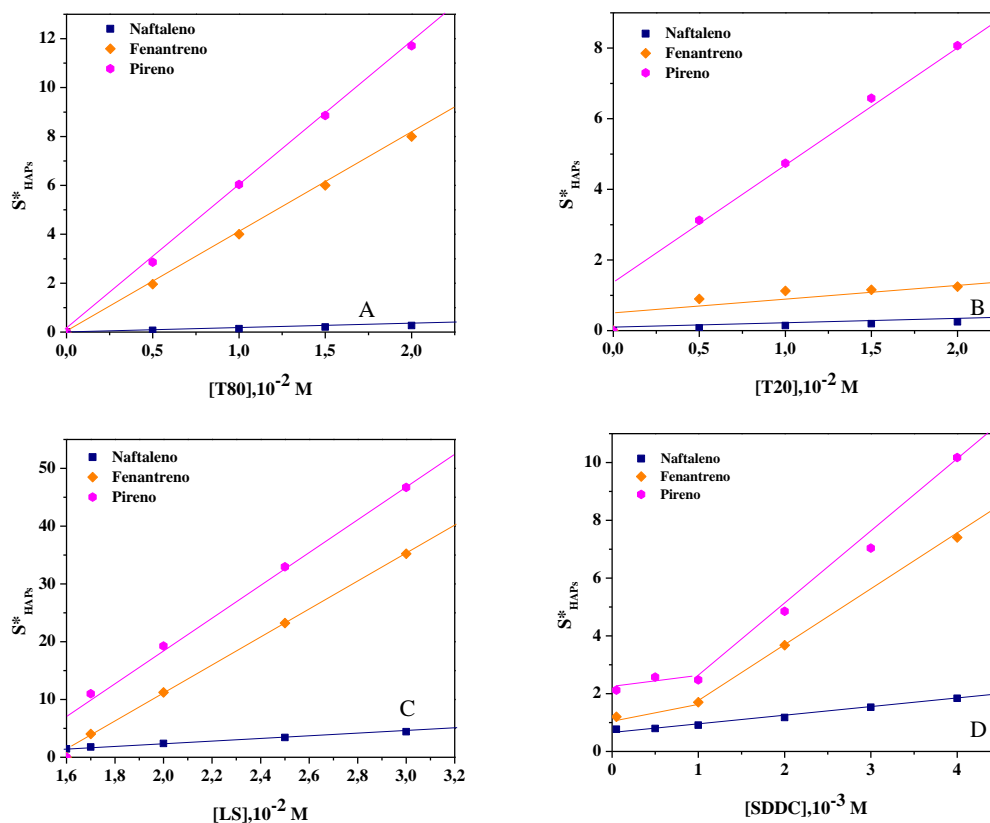 Naftaleno
Fenantreno
Pireno
S*HAPs
12
10
8
6
4
2
0
A
0,0 0,5 1,0 1,5 2,0
[T80],10-2 M
Naftaleno
Fenantreno
Pireno
S*HAPs
8
6
4
2
0
B
0,0 0,5 1,0 1,5 2,0
[T20],10-2 M
Naftaleno
Fenantreno
Pireno
S*HAPs
50
40
30
20
10
0
C
1,6 1,8 2,0 2,2 2,4 2,6 2,8 3,0 3,2
[LS],10-2 M
Naftaleno
Fenantreno
Pireno
S*HAPs
10
8
6
4
2
0
D
0 1 2 3 4
[SDDC],10-3 M